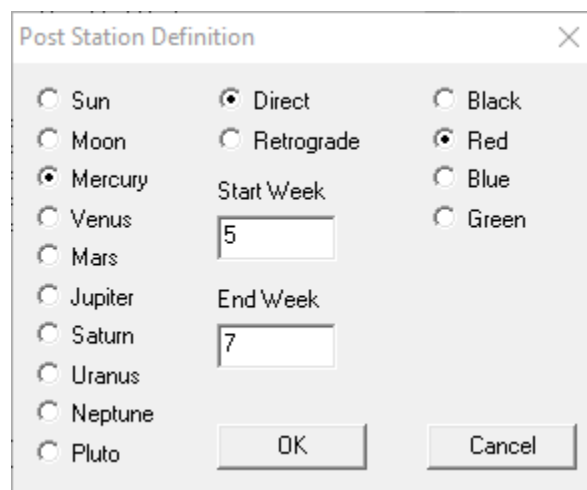 Post Station Definition
Sun
Moon
Mercury
Venus
Mars
Jupiter
Saturn
Uranus
Neptune
Pluto
Direct
Retrograde
Start Week
5
End Week
7
Black
Red
Blue
Green
OK
Cancel